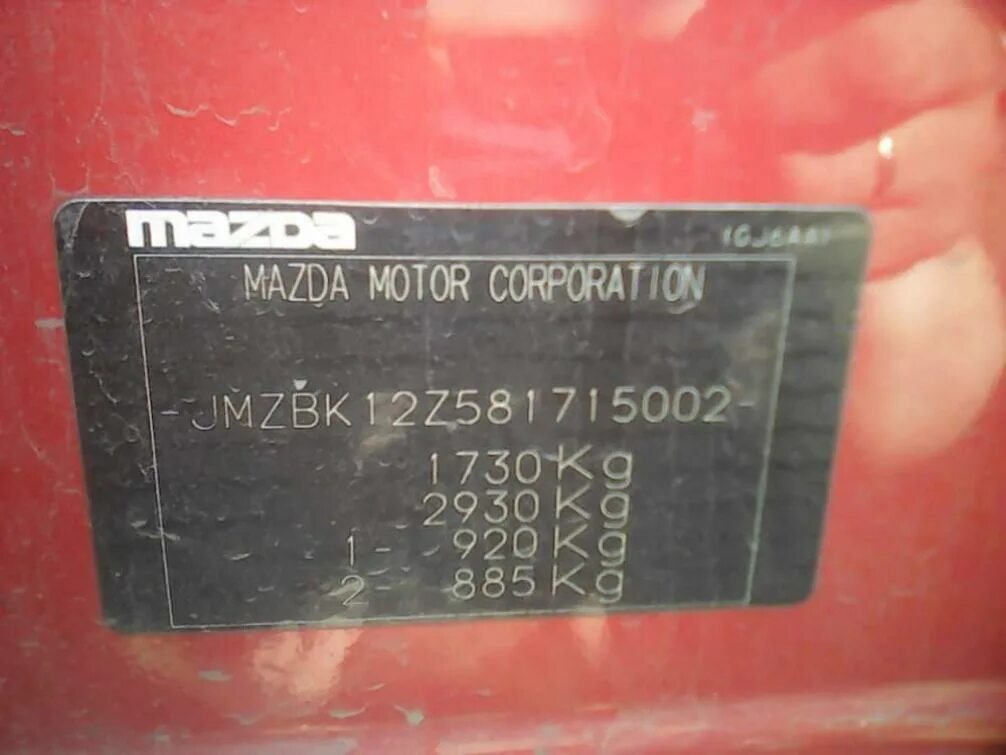 mazda
MAZDA MOTOR CORPORATION
-JMZBK12Z581715002-
1730Kg
2930Kg
1- 920Kg
2- 885Kg